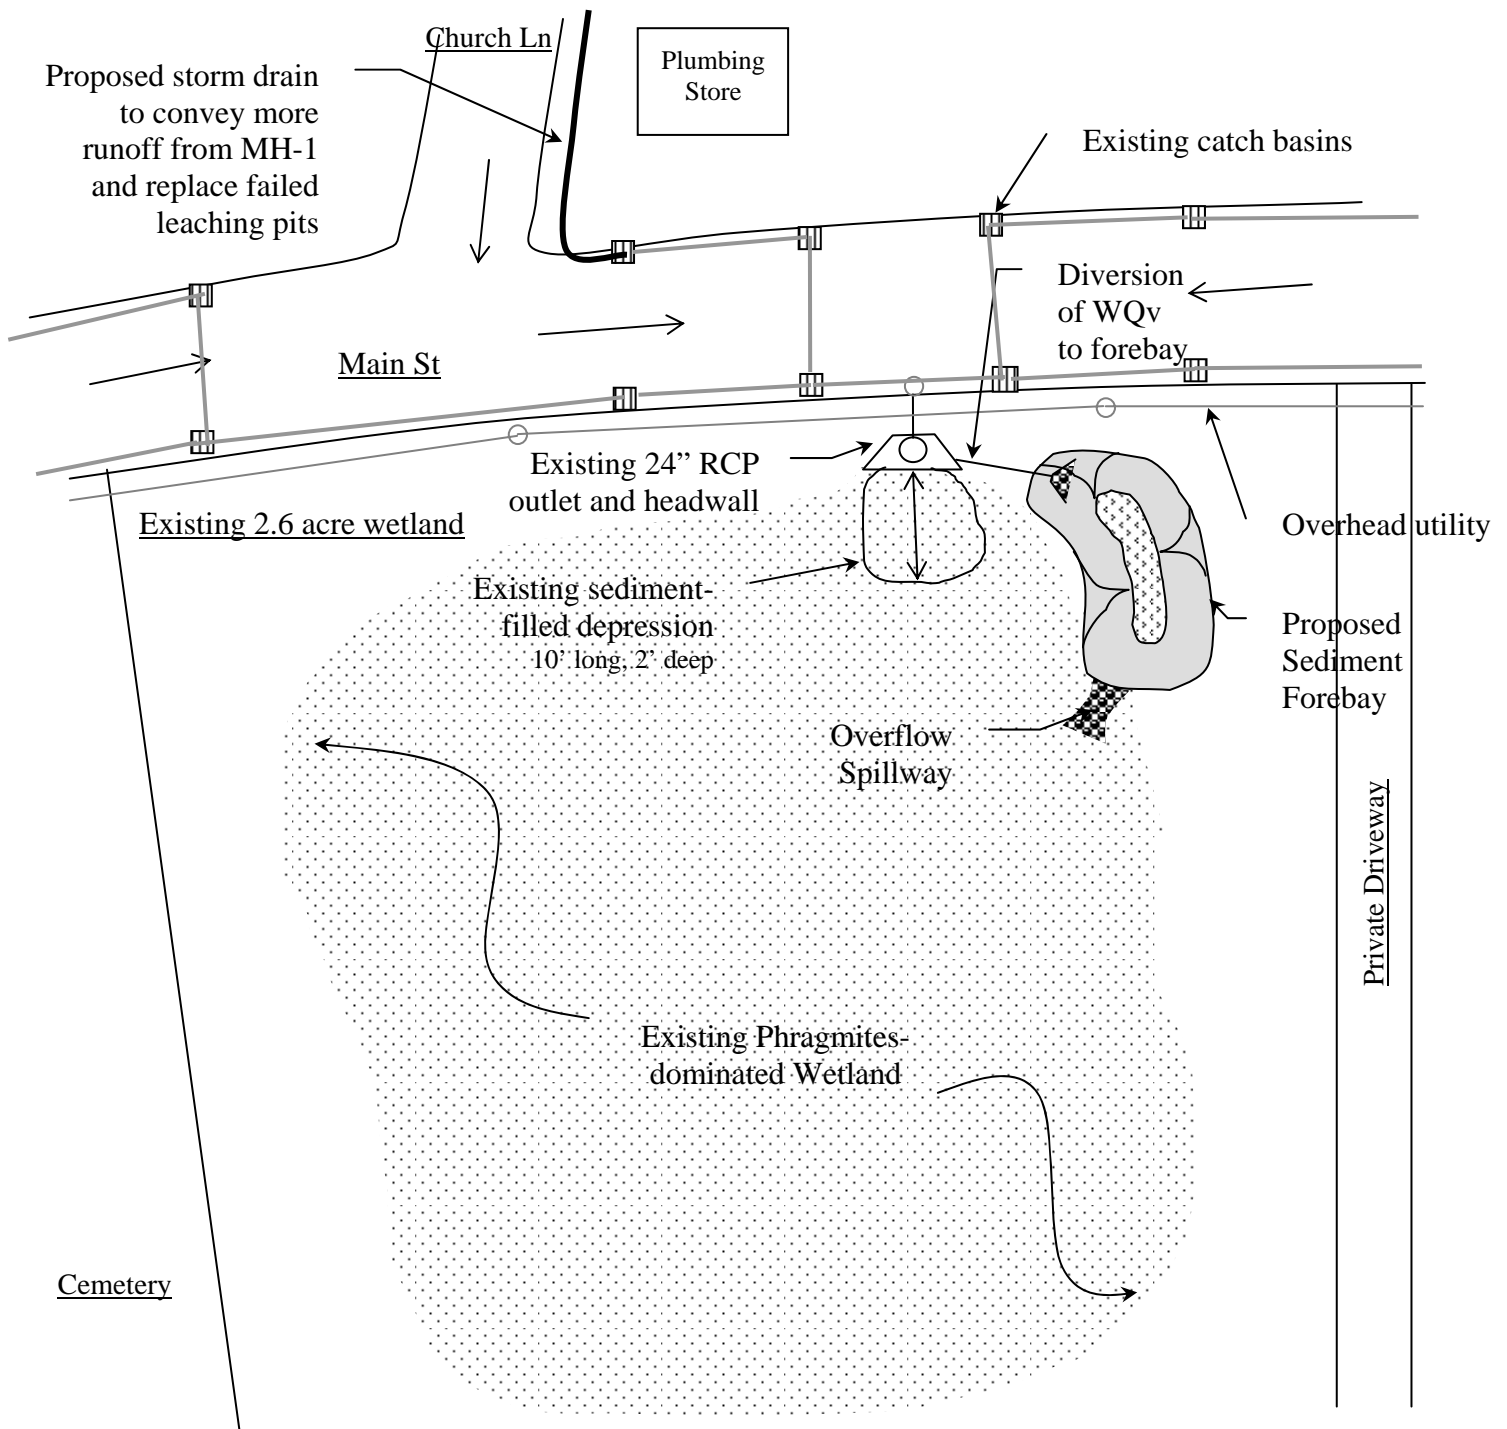 Church Ln
Plumbing
Store
Proposed storm drain
to convey more
runoff from MH-1
and replace failed
leaching pits
Existing catch basins
Diversion
of WQv
to forebay
Main St
Existing 24” RCP
outlet and headwall
Existing 2.6 acre wetland
Overhead utility
Existing sediment-
filled depression
10’ long, 2’ deep
Proposed
Sediment
Forebay
Overflow
Spillway
Private Driveway
Existing Phragmites-
dominated Wetland
Cemetery